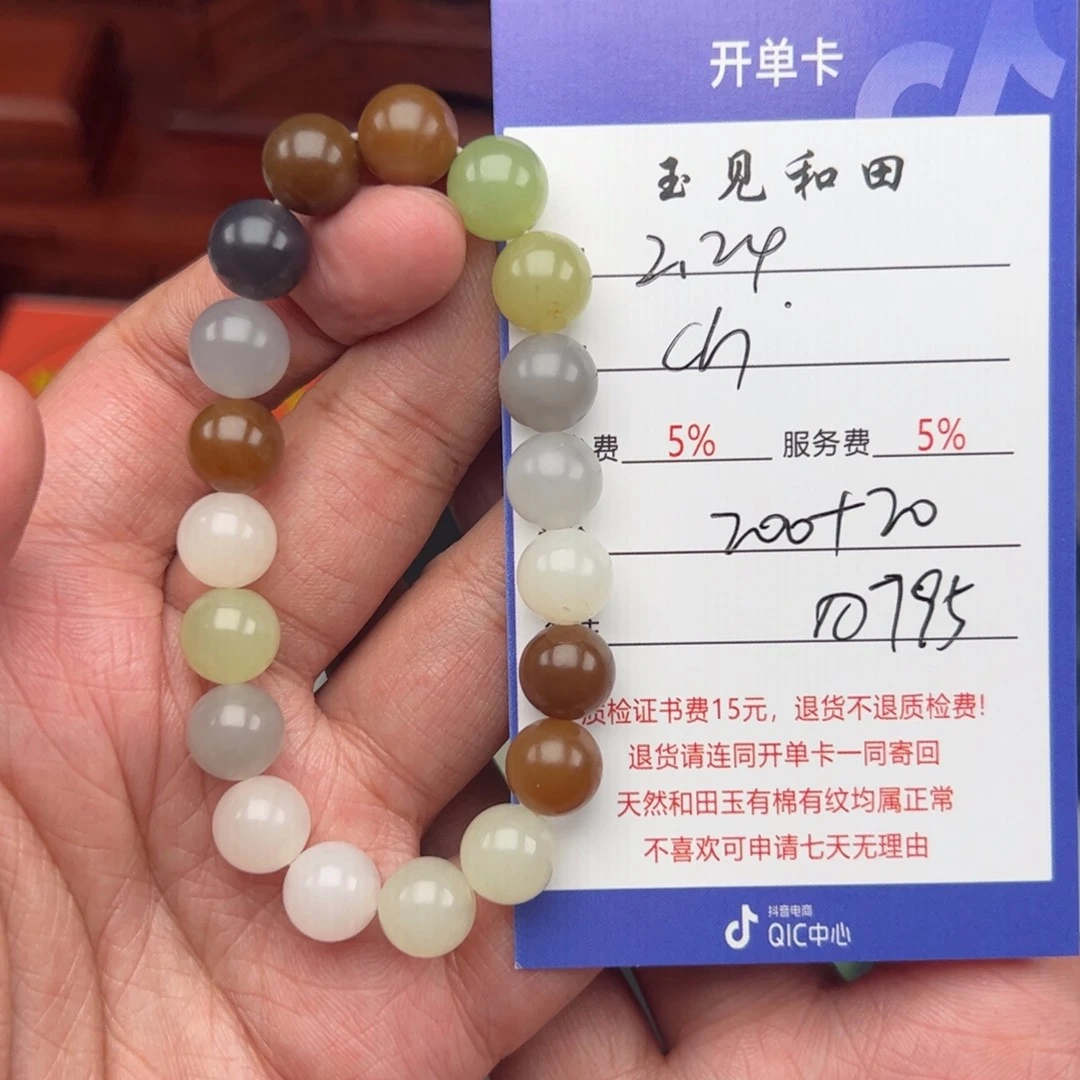 开单卡
玉见和田
2.24
费 5% 服务费 5%
200+20
795
质检证书费15元，退货不退质检费!
退货请连同开单卡一同寄回
天然和田玉有棉有纹均属正常
不喜欢可申请七天无理由
抖音电商
QIC中心